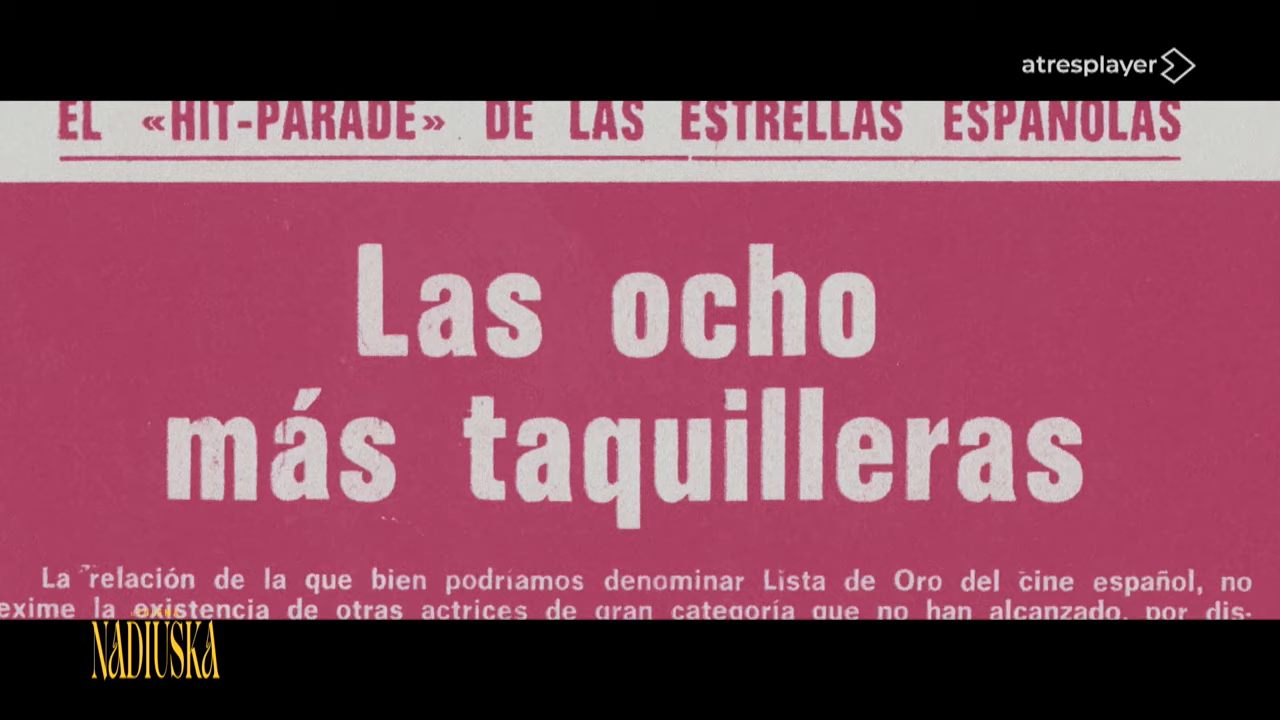 atresplayer
EL «HIT-PARADE» DE LAS ESTRELLAS ESPAÑOLAS
Las ocho
más taquilleras
La relación de la que bien podríamos denominar Lista de Oro del cine español, no
exime la existencia de otras actrices de gran categoría que no han alcanzado, por dis-
NADIUSKA